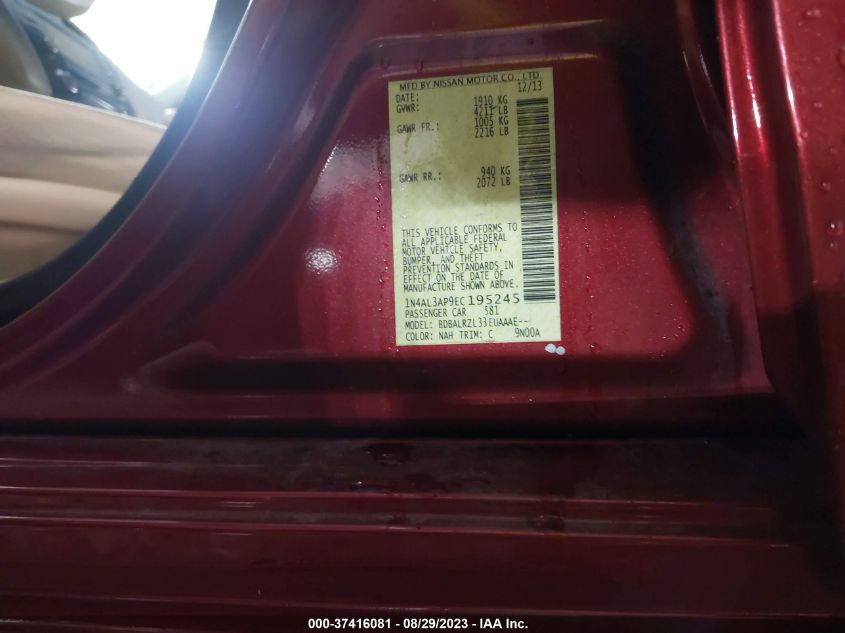 MFD BY NISSAN MOTOR CO., LTD.
DATE: 12/13
GVWR: 1910 KG
4211 LB
GAWR FR.: 1005 KG
2216 LB
GAWR RR.: 940 KG
2072 LB
THIS VEHICLE CONFORMS TO
ALL APPLICABLE FEDERAL
MOTOR VEHICLE SAFETY,
BUMPER, AND THEFT
PREVENTION STANDARDS IN
EFFECT ON THE DATE OF
MANUFACTURE SHOWN ABOVE.
1N4AL3AP9EC195245
PASSENGER CAR 581
MODEL: BDBALRZL33EUAAAE--
COLOR: NAH TRIM: C 9N00A
000-37416081 - 08/29/2023 - IAA Inc.